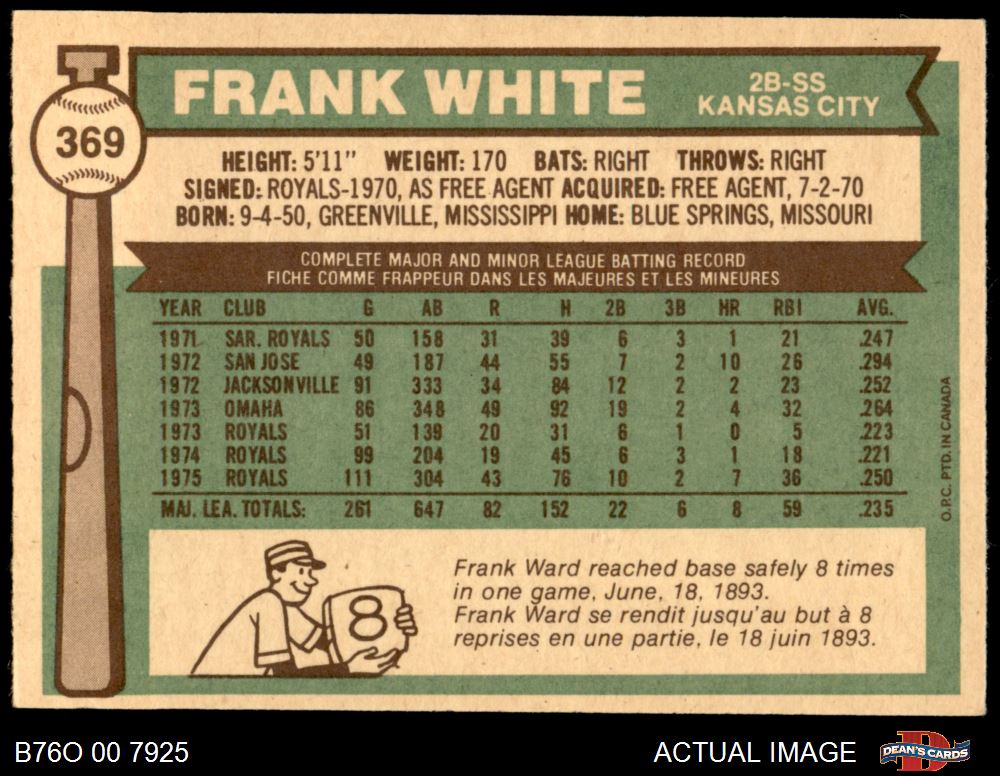 FRANK WHITE
2B-SS
KANSAS CITY
369
HEIGHT: 5'11" WEIGHT: 170 BATS: RIGHT THROWS: RIGHT
SIGNED: ROYALS-1970, AS FREE AGENT ACQUIRED: FREE AGENT, 7-2-70
BORN: 9-4-50, GREENVILLE, MISSISSIPPI HOME: BLUE SPRINGS, MISSOURI
COMPLETE MAJOR AND MINOR LEAGUE BATTING RECORD
FICHE COMME FRAPPEUR DANS LES MAJEURES ET LES MINEURES
YEAR CLUB G AB R H 2B 3B HR RBI AVG.
1971 SAR. ROYALS 50 158 31 39 6 3 1 21 .247
1972 SAN JOSE 49 187 44 55 7 2 10 26 .294
1972 JACKSONVILLE 91 333 34 84 12 2 2 23 .252
1973 OMAHA 86 348 49 92 19 2 4 32 .264
1973 ROYALS 51 139 20 31 6 1 0 5 .223
1974 ROYALS 99 204 19 45 6 3 1 18 .221
1975 ROYALS 111 304 43 76 10 2 7 36 .250
MAJ. LEA. TOTALS: 261 647 82 152 22 6 8 59 .235
O.P.C. PTD. IN CANADA
8
Frank Ward reached base safely 8 times
in one game, June, 18, 1893.
Frank Ward se rendit jusqu'au but à 8
reprises en une partie, le 18 juin 1893.
B76O 00 7925
ACTUAL IMAGE
DEAN'S CARDS